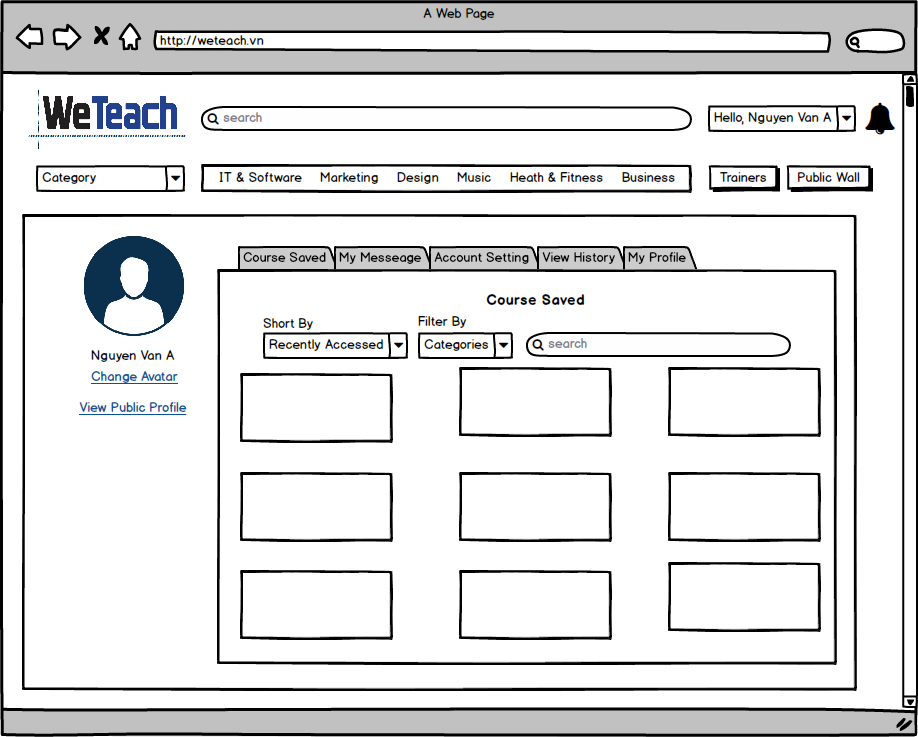 A Web Page
http://weteach.vn
WeTeach
search
Hello, Nguyen Van A
Category
IT & Software Marketing Design Music Heath & Fitness Business
Trainers
Public Wall
Nguyen Van A
Change Avatar
View Public Profile
Course Saved My Messeage Account Setting View History My Profile
Course Saved
Short By
Filter By
Recently Accessed
Categories
search